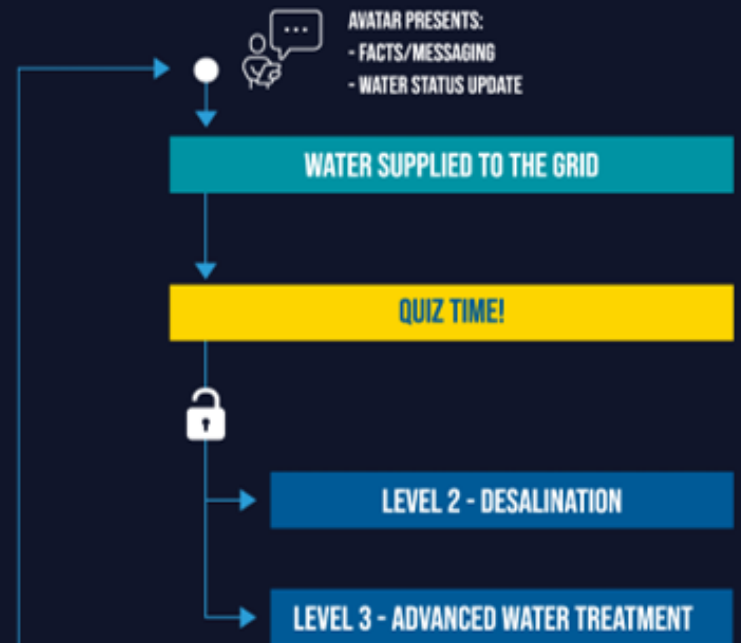 AVATAR PRESENTS:
- FACTS/MESSAGING
- WATER STATUS UPDATE
WATER SUPPLIED TO THE GRID
QUIZ TIME!
LEVEL 2 - DESALINATION
LEVEL 3 - ADVANCED WATER TREATMENT